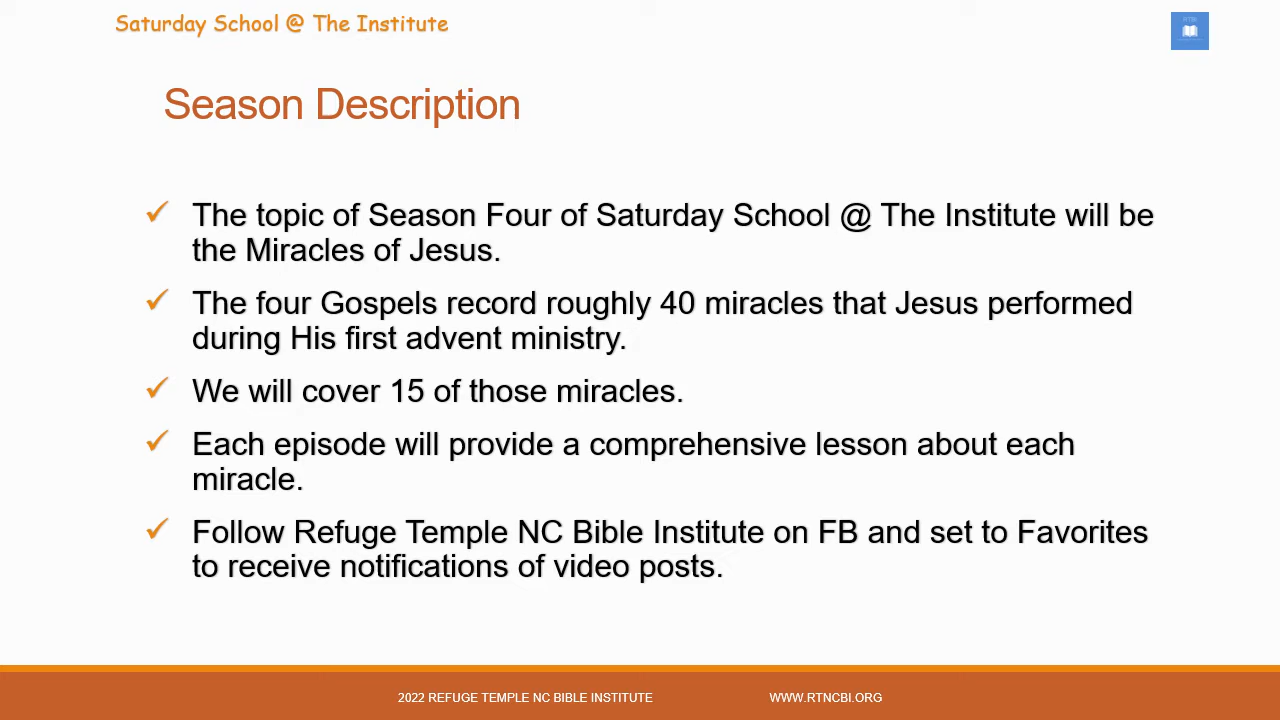 Saturday School @ The Institute
RTBI
Season Description
The topic of Season Four of Saturday School @ The Institute will be
the Miracles of Jesus.
The four Gospels record roughly 40 miracles that Jesus performed
during His first advent ministry.
We will cover 15 of those miracles.
Each episode will provide a comprehensive lesson about each
miracle.
Follow Refuge Temple NC Bible Institute on FB and set to Favorites
to receive notifications of video posts.
2022 REFUGE TEMPLE NC BIBLE INSTITUTE
WWW.RTNCBI.ORG